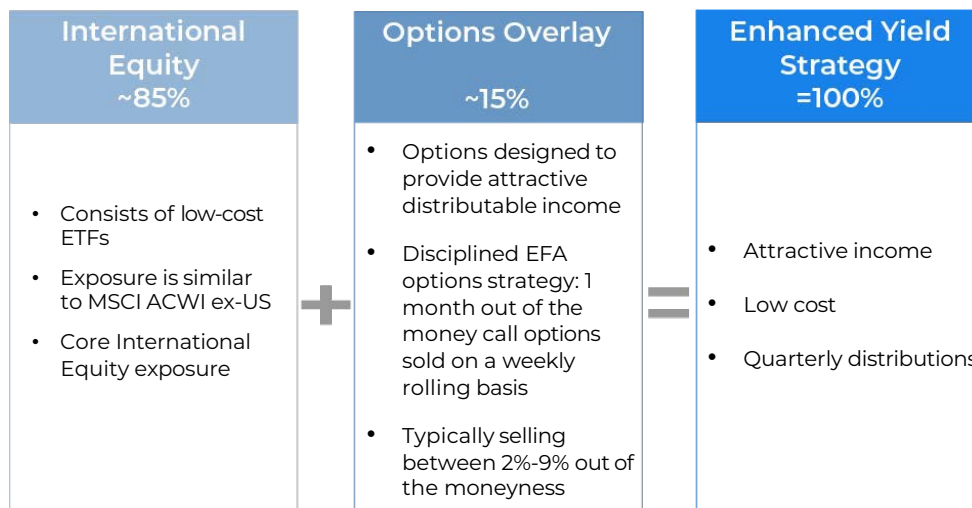 International
Equity
~85%
• Consists of low-cost
ETFs
• Exposure is similar
to MSCI ACWI ex-US
• Core International
Equity exposure
+
Options Overlay
~15%
• Options designed to
provide attractive
distributable income
• Disciplined EFA
options strategy: 1
month out of the
money call options
sold on a weekly
rolling basis
• Typically selling
between 2%-9% out of
the moneyness
=
Enhanced Yield
Strategy
=100%
• Attractive income
• Low cost
• Quarterly distributions